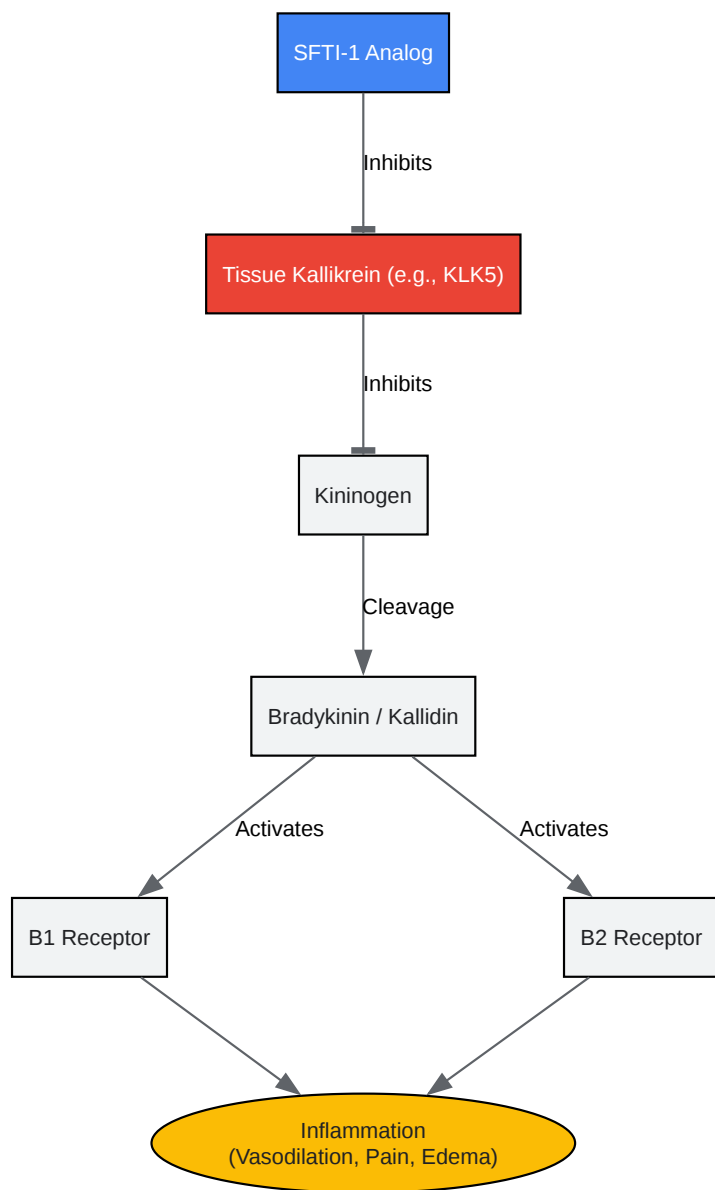 SFTI-1 Analog
Inhibits
Tissue Kallikrein (e.g., KLK5)
Inhibits
Kininogen
Cleavage
Bradykinin / Kallidin
Activates
Activates
B1 Receptor
B2 Receptor
Inflammation
(Vasodilation, Pain, Edema)